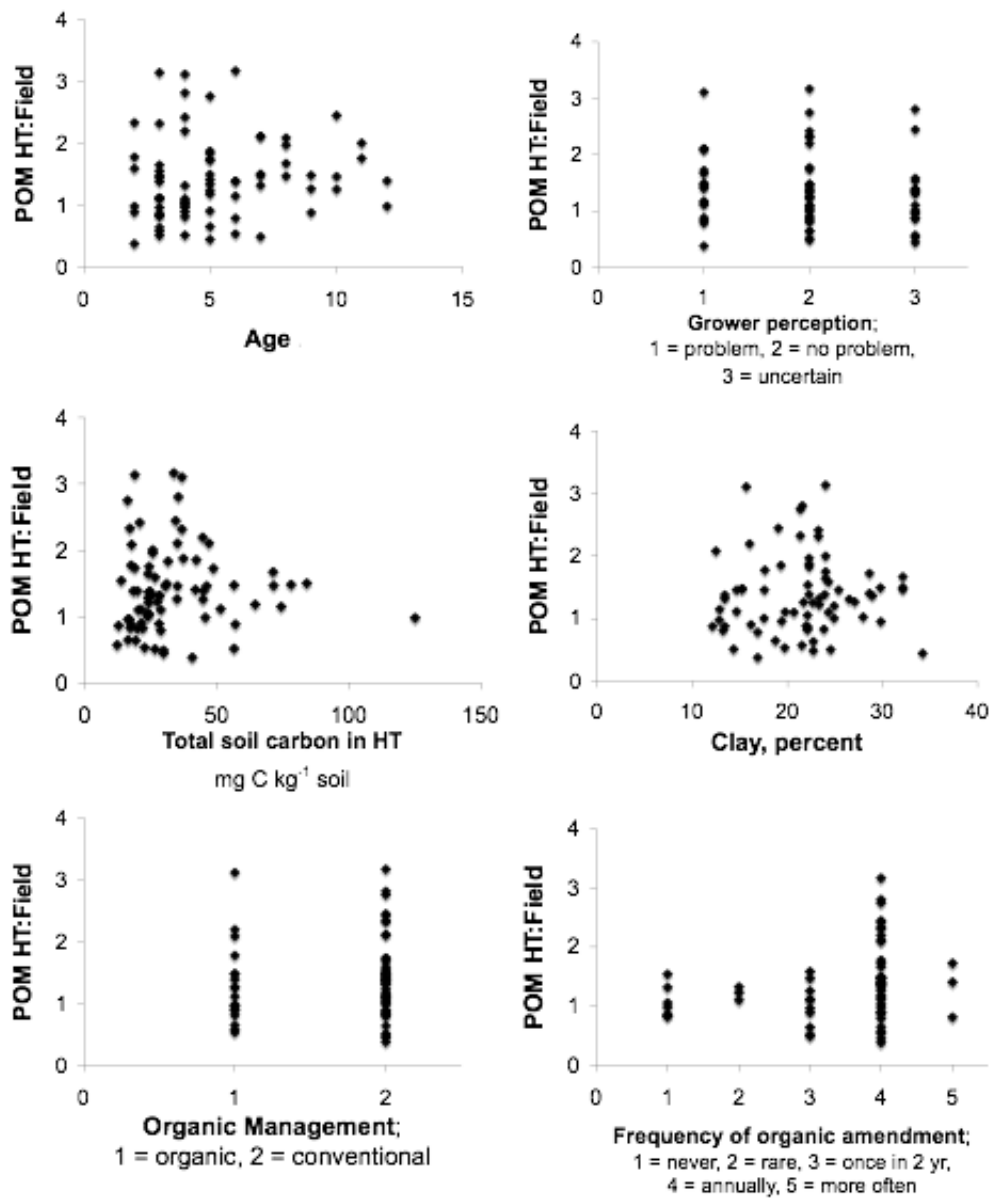 4
3
2
1
0
POM HT:Field
0 5 10 15
Age
4
3
2
1
0
POM HT:Field
0 1 2 3
Grower perception;
1 = problem, 2 = no problem,
3 = uncertain
4
3
2
1
0
POM HT:Field
0 50 100 150
Total soil carbon in HT
mg C kg⁻¹ soil
4
3
2
1
0
POM HT:Field
0 10 20 30 40
Clay, percent
4
3
2
1
0
POM HT:Field
0 1 2
Organic Management;
1 = organic, 2 = conventional
4
3
2
1
0
POM HT:Field
0 1 2 3 4 5
Frequency of organic amendment;
1 = never, 2 = rare, 3 = once in 2 yr,
4 = annually, 5 = more often